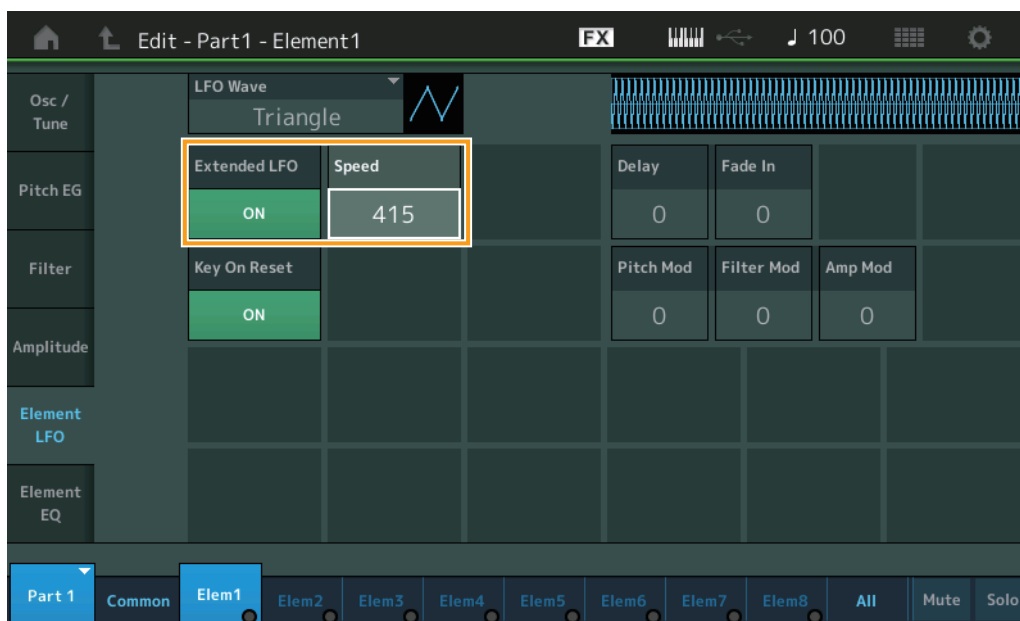 Edit - Part1 - Element1
FX
♩ 100
Osc /
Tune
Pitch EG
Filter
Amplitude
Element
LFO
Element
EQ
LFO Wave
Triangle
Extended LFO
ON
Speed
415
Delay
0
Fade In
0
Key On Reset
ON
Pitch Mod
0
Filter Mod
0
Amp Mod
0
Part 1
Common
Elem1
Elem2
Elem3
Elem4
Elem5
Elem6
Elem7
Elem8
All
Mute
Solo